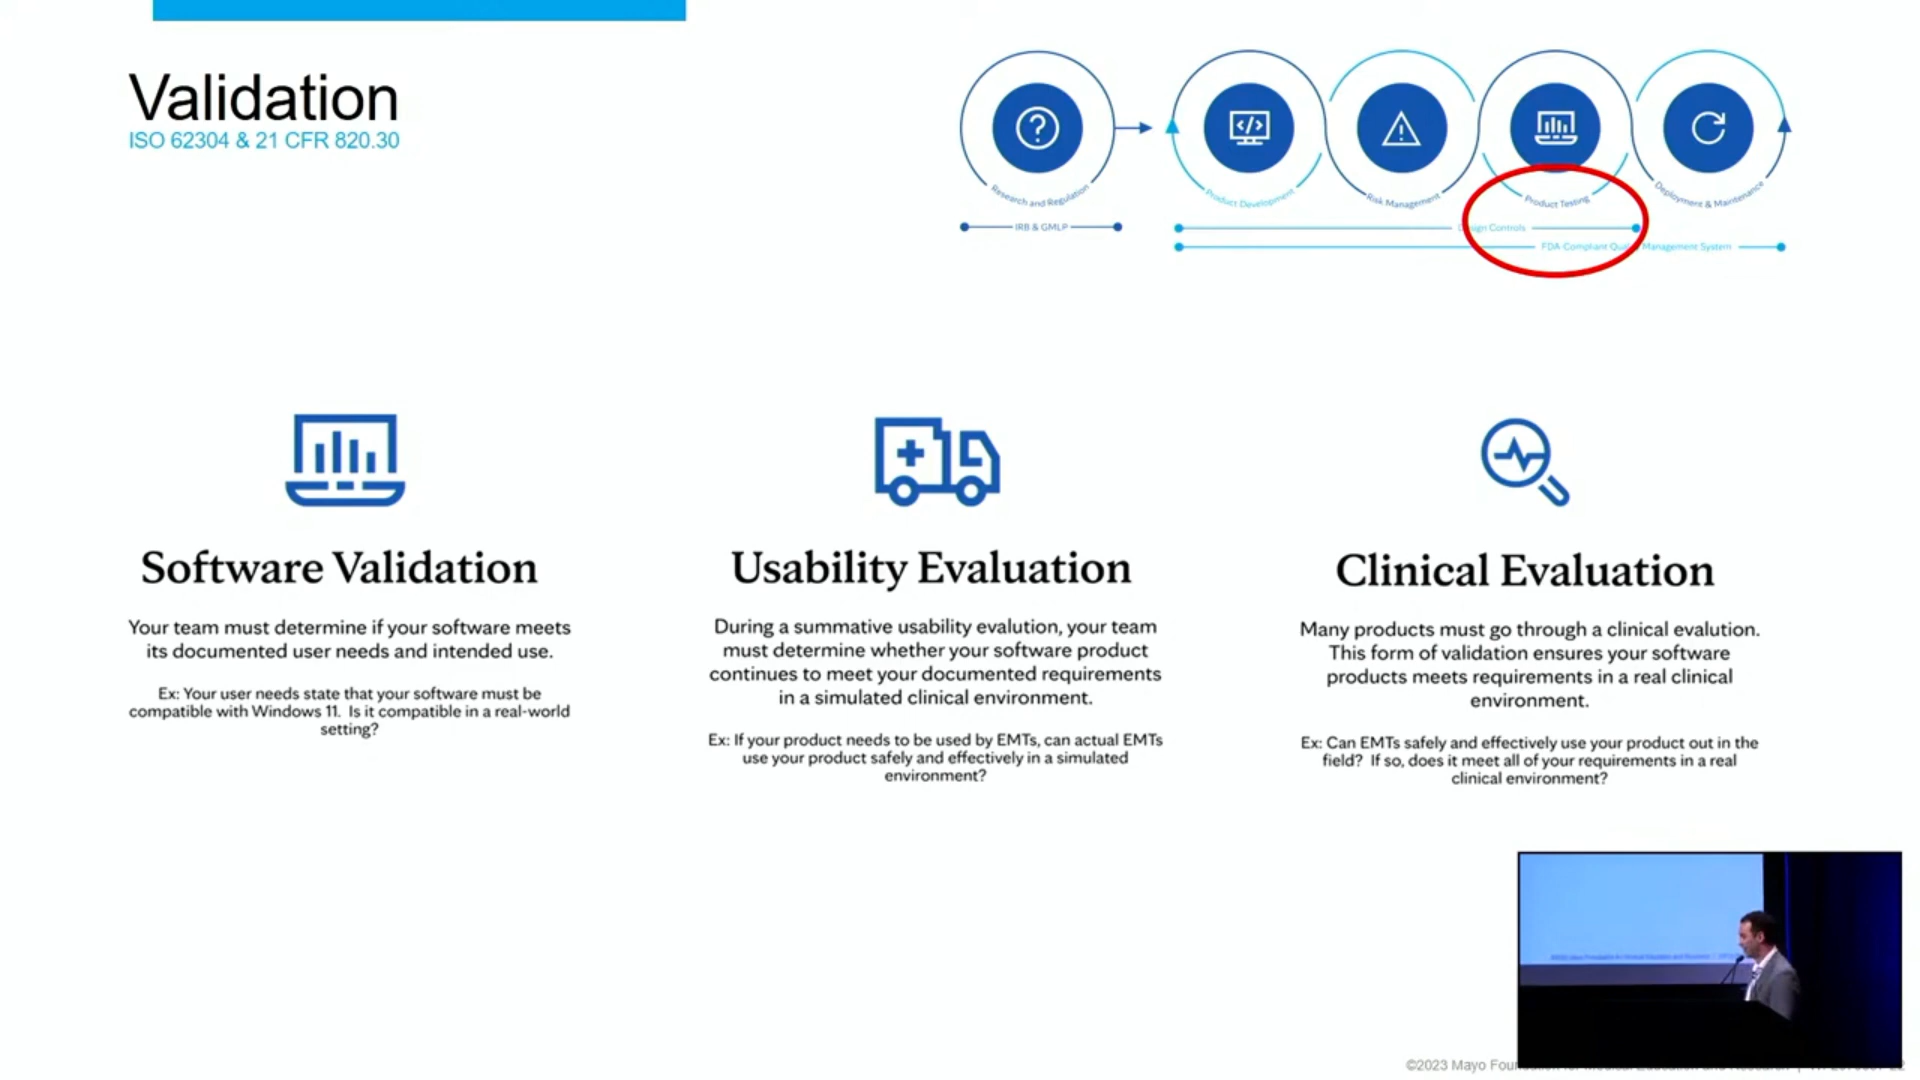 Validation
ISO 62304 & 21 CFR 820.30
Research and Regulation
Product Development
Risk Management
Product Testing
Deployment & Maintenance
IRB & GMLP
Design Controls
FDA Compliant Quality Management System
Software Validation
Your team must determine if your software meets
its documented user needs and intended use.
Ex: Your user needs state that your software must be
compatible with Windows 11. Is it compatible in a real-world
setting?
Usability Evaluation
During a summative usability evalution, your team
must determine whether your software product
continues to meet your documented requirements
in a simulated clinical environment.
Ex: If your product needs to be used by EMTs, can actual EMTs
use your product safely and effectively in a simulated
environment?
Clinical Evaluation
Many products must go through a clinical evalution.
This form of validation ensures your software
products meets requirements in a real clinical
environment.
Ex: Can EMTs safely and effectively use your product out in the
field? If so, does it meet all of your requirements in a real
clinical environment?
©2023 Mayo